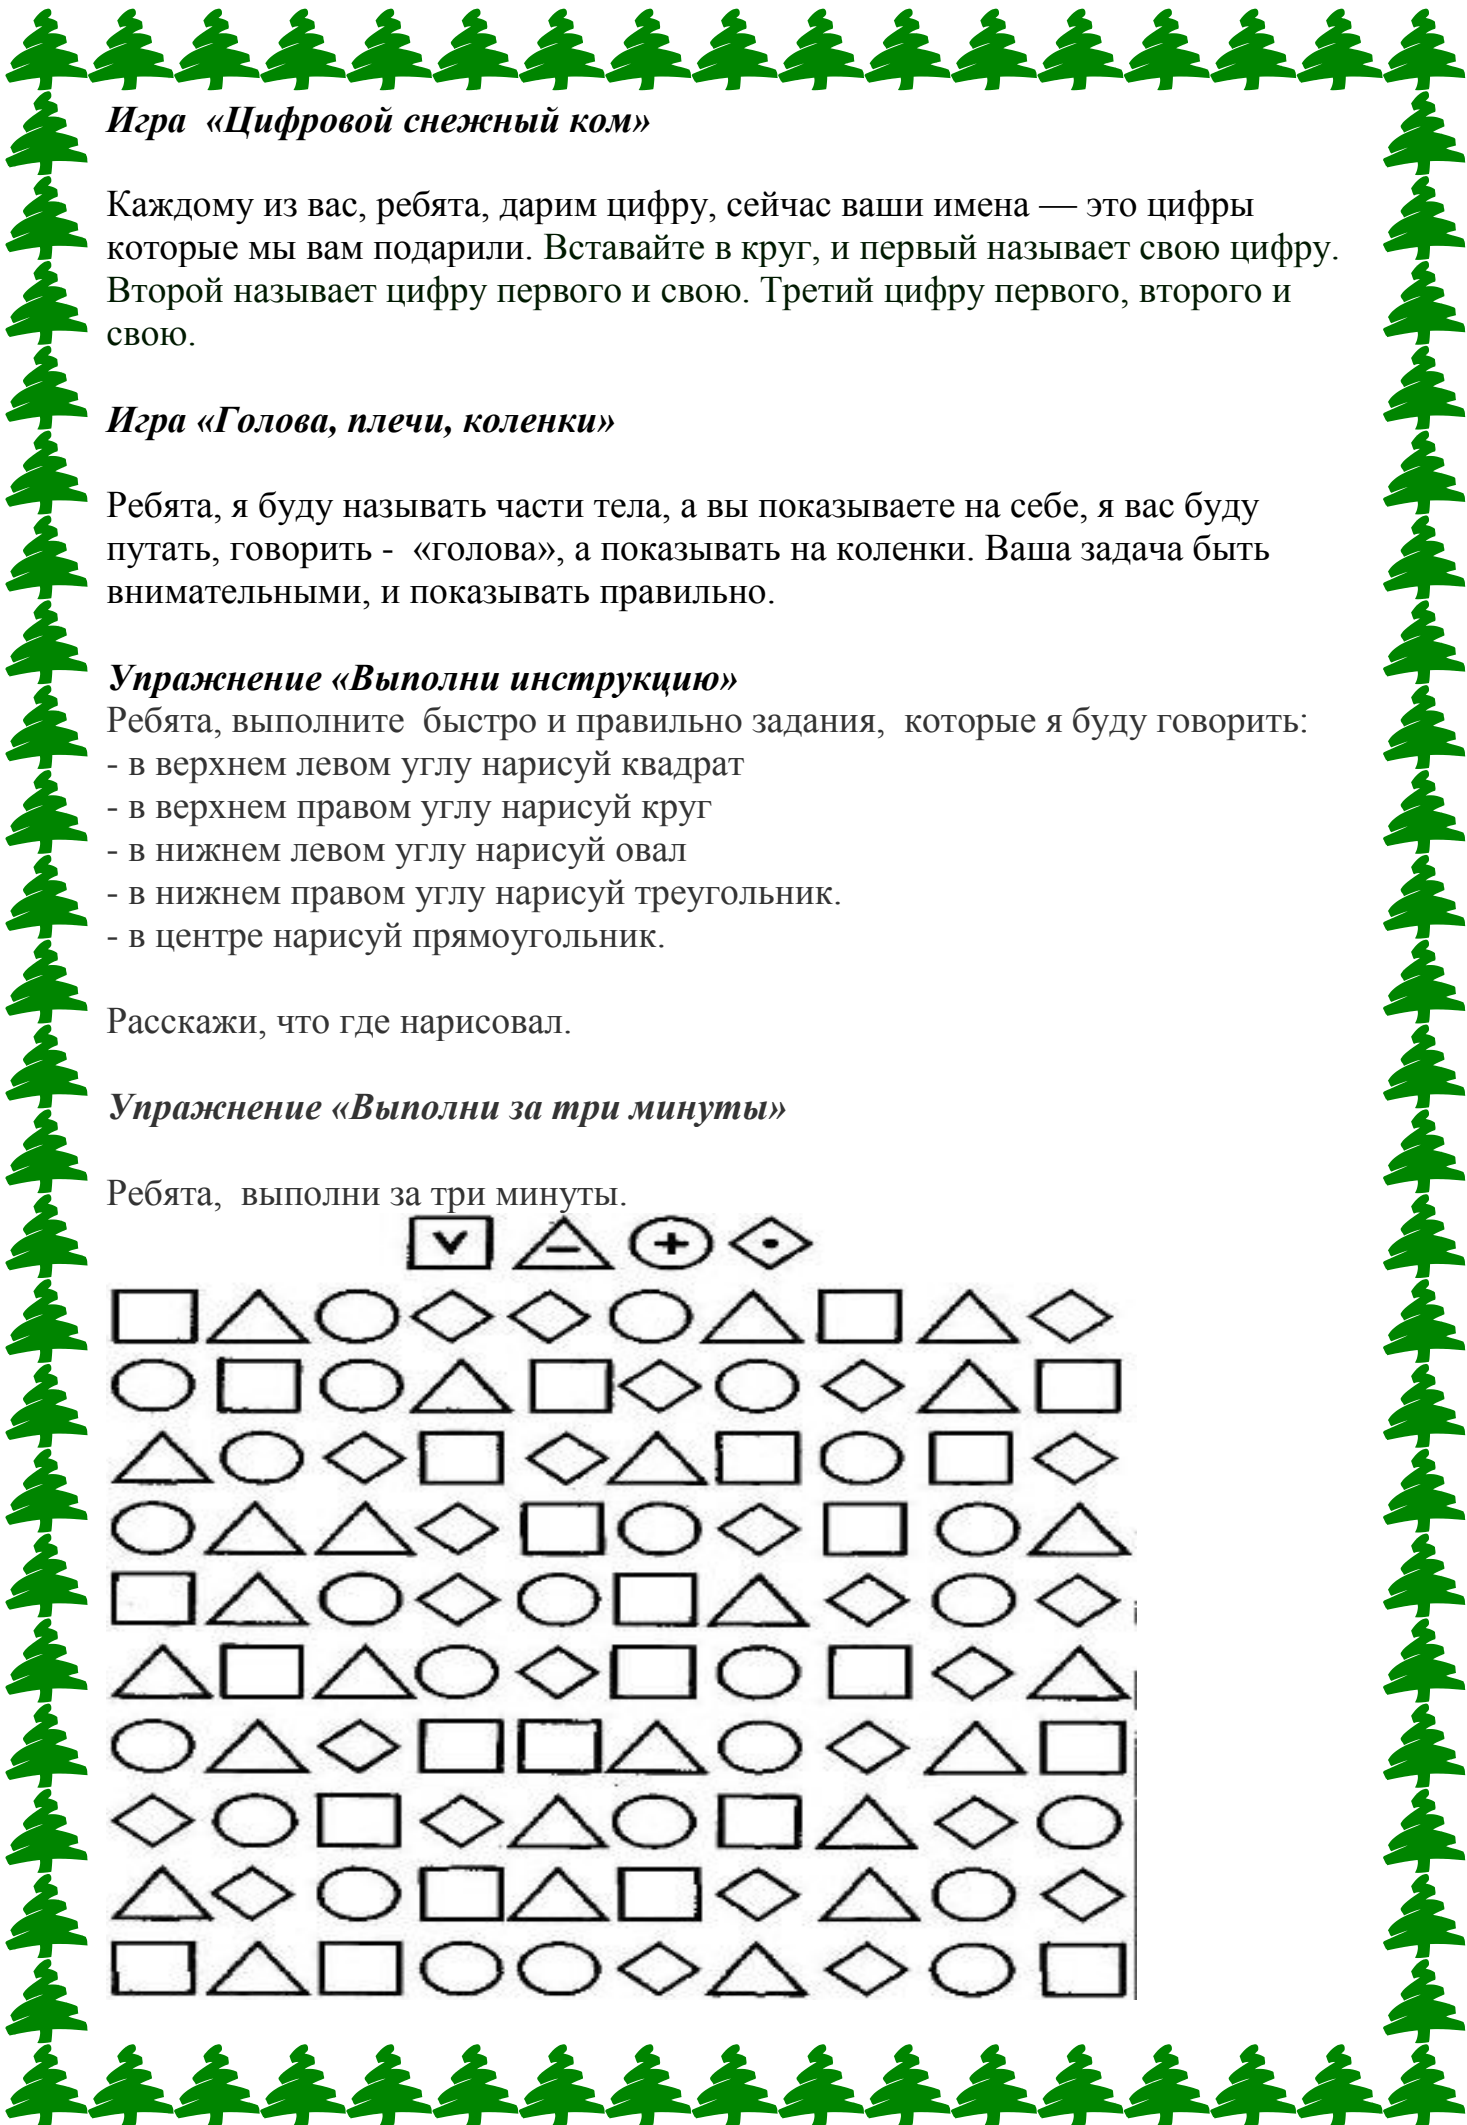 Игра  «Цифровой снежный ком»
Каждому из вас, ребята, дарим цифру, сейчас ваши имена — это цифры
которые мы вам подарили. Вставайте в круг, и первый называет свою цифру.
Второй называет цифру первого и свою. Третий цифру первого, второго и
свою.
Игра «Голова, плечи, коленки»
Ребята, я буду называть части тела, а вы показываете на себе, я вас буду
путать, говорить -  «голова», а показывать на коленки. Ваша задача быть
внимательными, и показывать правильно.
Упражнение «Выполни инструкцию»
Ребята, выполните  быстро и правильно задания,  которые я буду говорить:
- в верхнем левом углу нарисуй квадрат
- в верхнем правом углу нарисуй круг
- в нижнем левом углу нарисуй овал
- в нижнем правом углу нарисуй треугольник.
- в центре нарисуй прямоугольник.
Расскажи, что где нарисовал.
Упражнение «Выполни за три минуты»
Ребята,  выполни за три минуты.